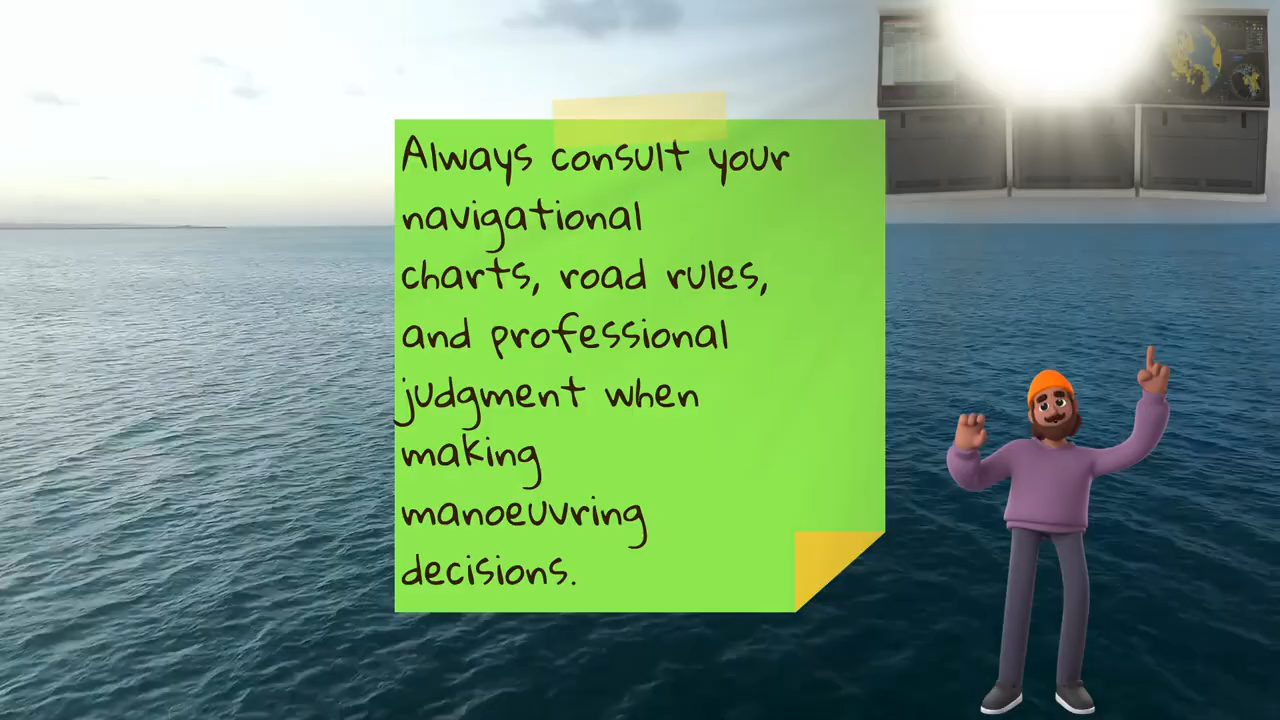 Always consult your
navigational
charts, road rules,
and professional
judgment when
making
manoeuvring
decisions.